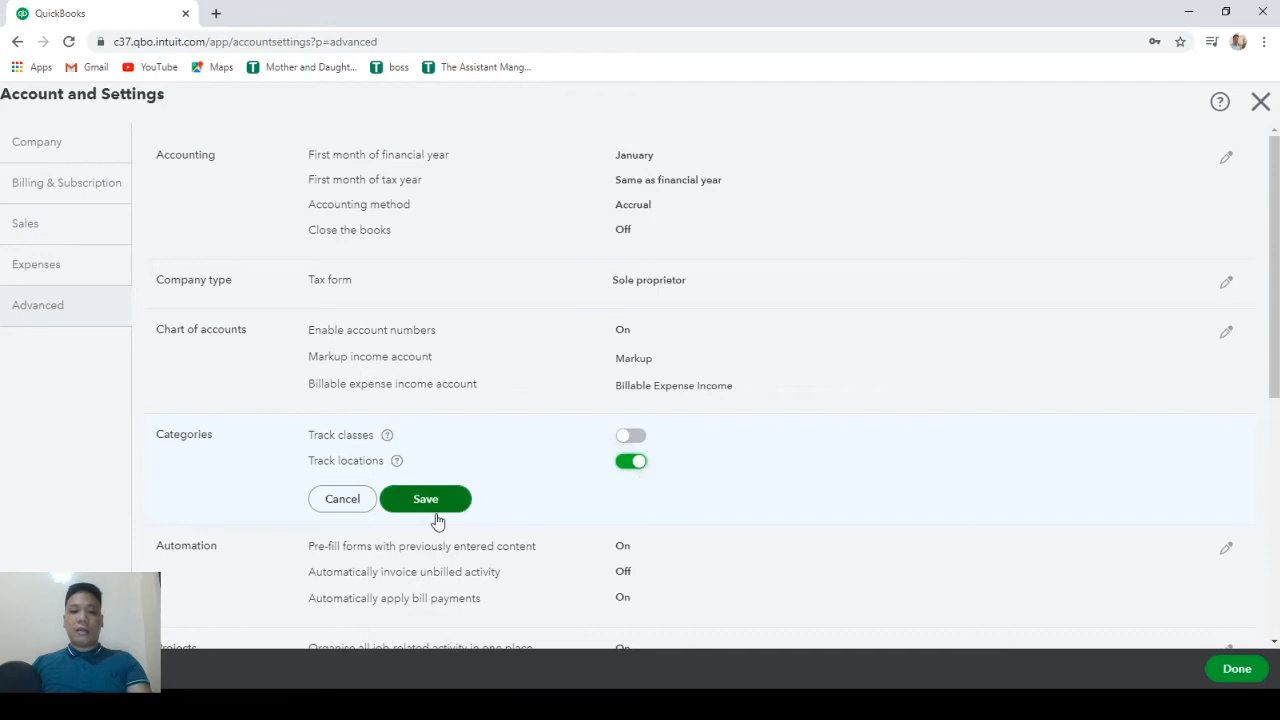 QuickBooks
c37.qbo.intuit.com/app/accountsettings?p=advanced
Apps Gmail YouTube Maps Mother and Daught... boss The Assistant Mang...
Account and Settings
Company
Billing & Subscription
Sales
Expenses
Advanced
Accounting First month of financial year January
First month of tax year Same as financial year
Accounting method Accrual
Close the books Off
Company type Tax form Sole proprietor
Chart of accounts Enable account numbers On
Markup income account Markup
Billable expense income account Billable Expense Income
Categories Track classes
Track locations
Cancel Save
Automation Pre-fill forms with previously entered content On
Automatically invoice unbilled activity Off
Automatically apply bill payments On
Projects Organise all job-related activity in one place On
Done